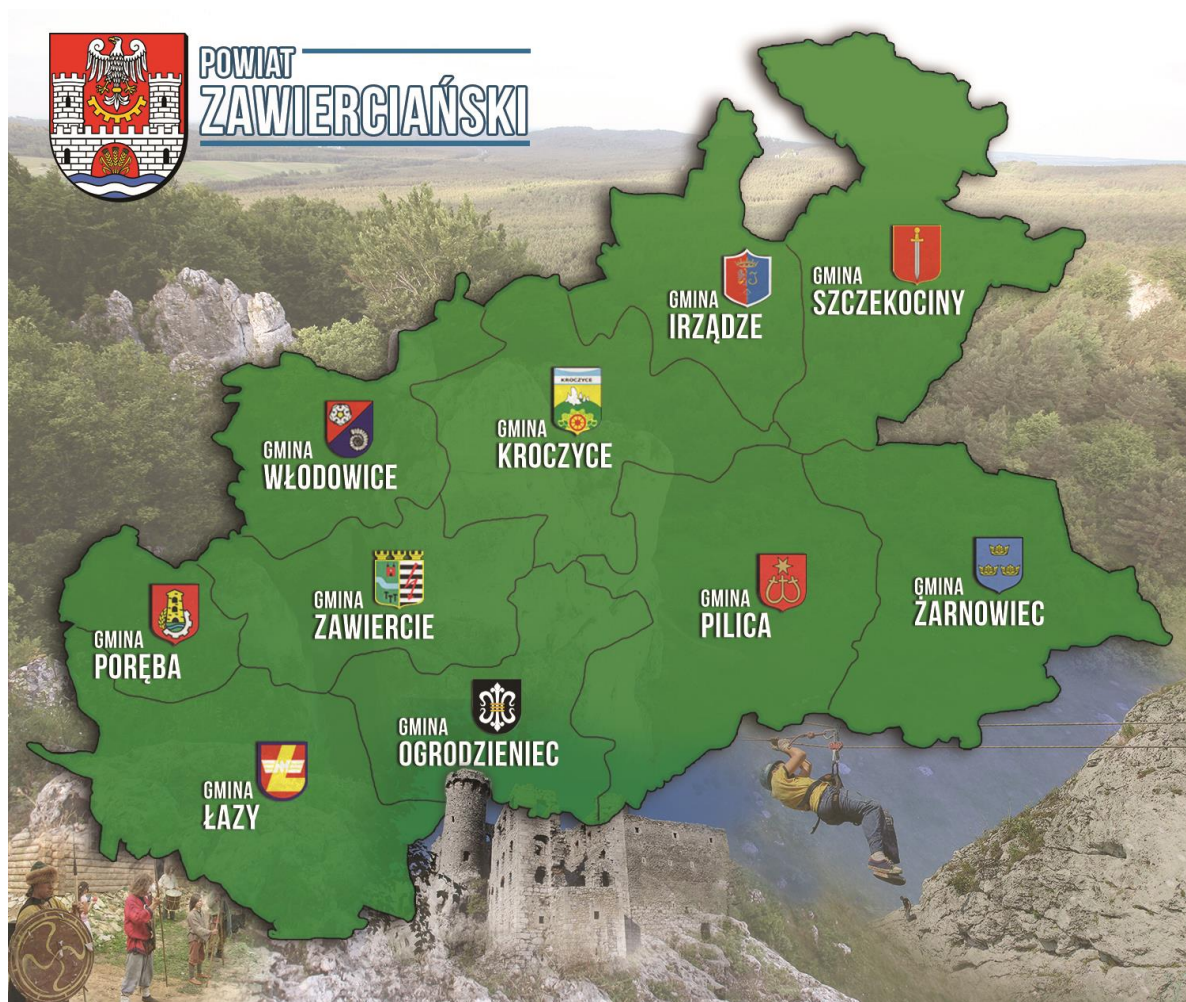 POWIAT
ZAWIERCIAŃSKI
GMINA
SZCZEKOCINY
GMINA
IRZĄDZE
KROCZYCE
GMINA
KROCZYCE
GMINA
WŁODOWICE
GMINA
ZAWIERCIE
GMINA
PORĘBA
GMINA
PILICA
GMINA
ŻARNOWIEC
GMINA
OGRODZIENIEC
GMINA
ŁAZY